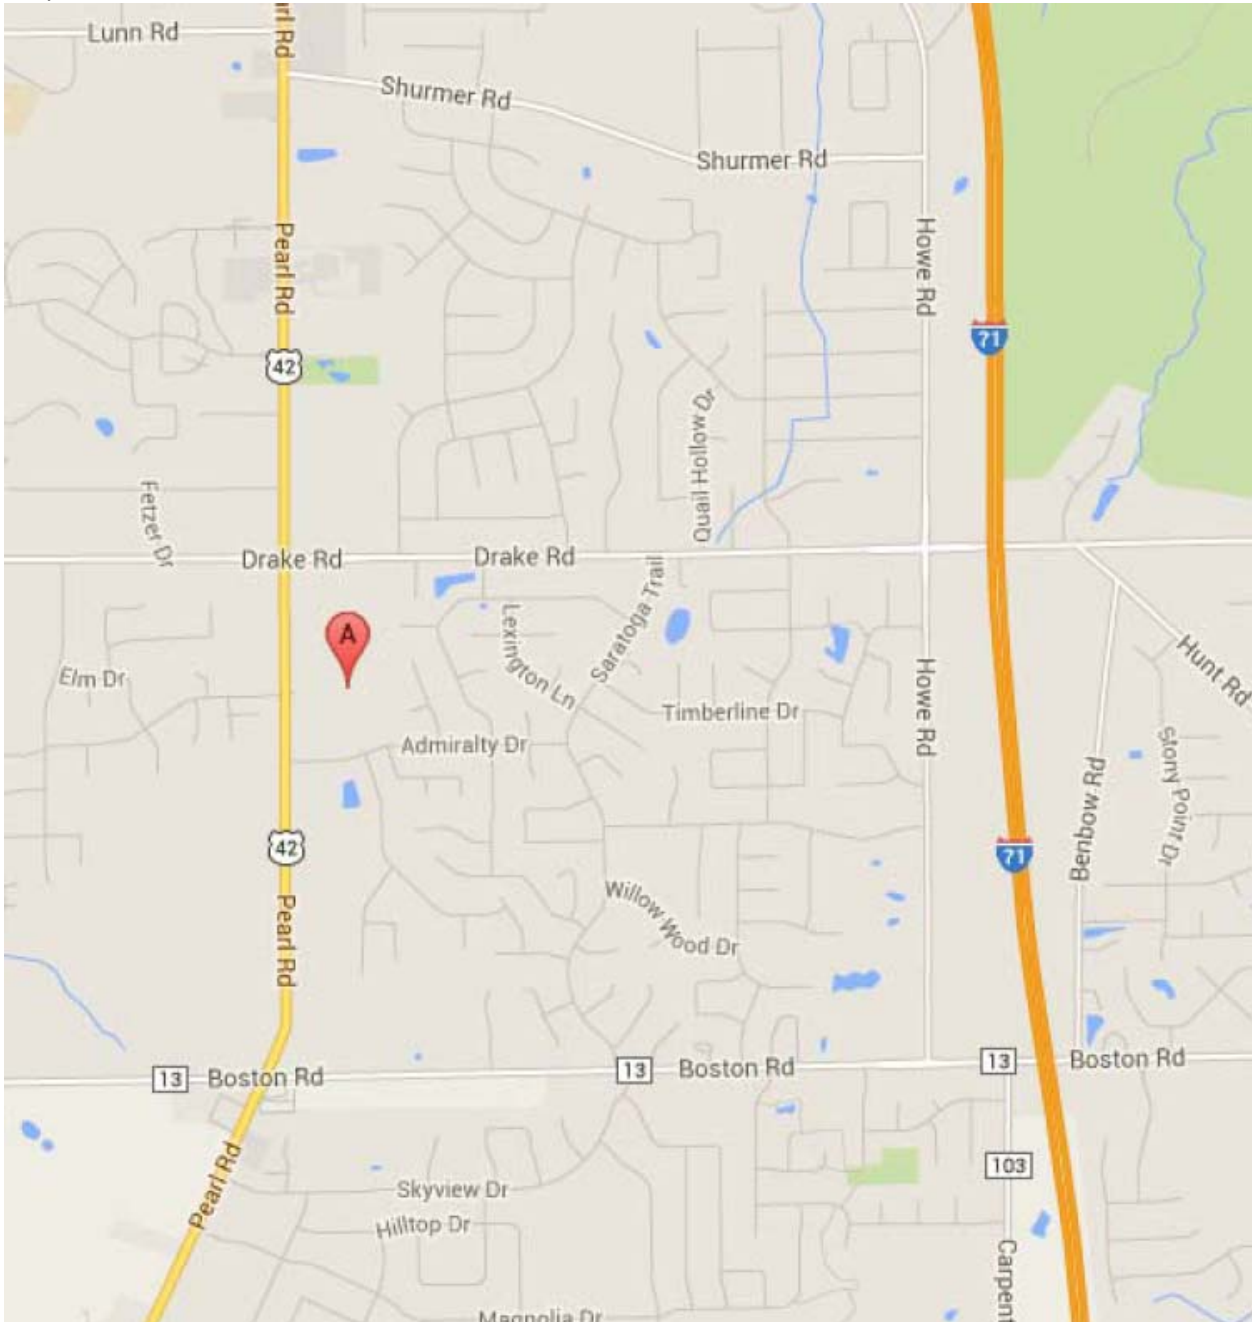 Lunn Rd
Pearl Rd
Shurmer Rd
Shurmer Rd
Pearl Rd
Howe Rd
71
42
Quail Hollow Dr
Fetzer Dr
Drake Rd
Drake Rd
Saratoga Trail
Lexington Ln
A
Elm Dr
Hunt Rd
Howe Rd
Timberline Dr
Admiralty Dr
Stony Point Dr
Benbow Rd
42
71
Pearl Rd
Willow Wood Dr
13 Boston Rd
13 Boston Rd
13 Boston Rd
103
Pearl Rd
Skyview Dr
Hilltop Dr
Carpent
Magnolia Dr